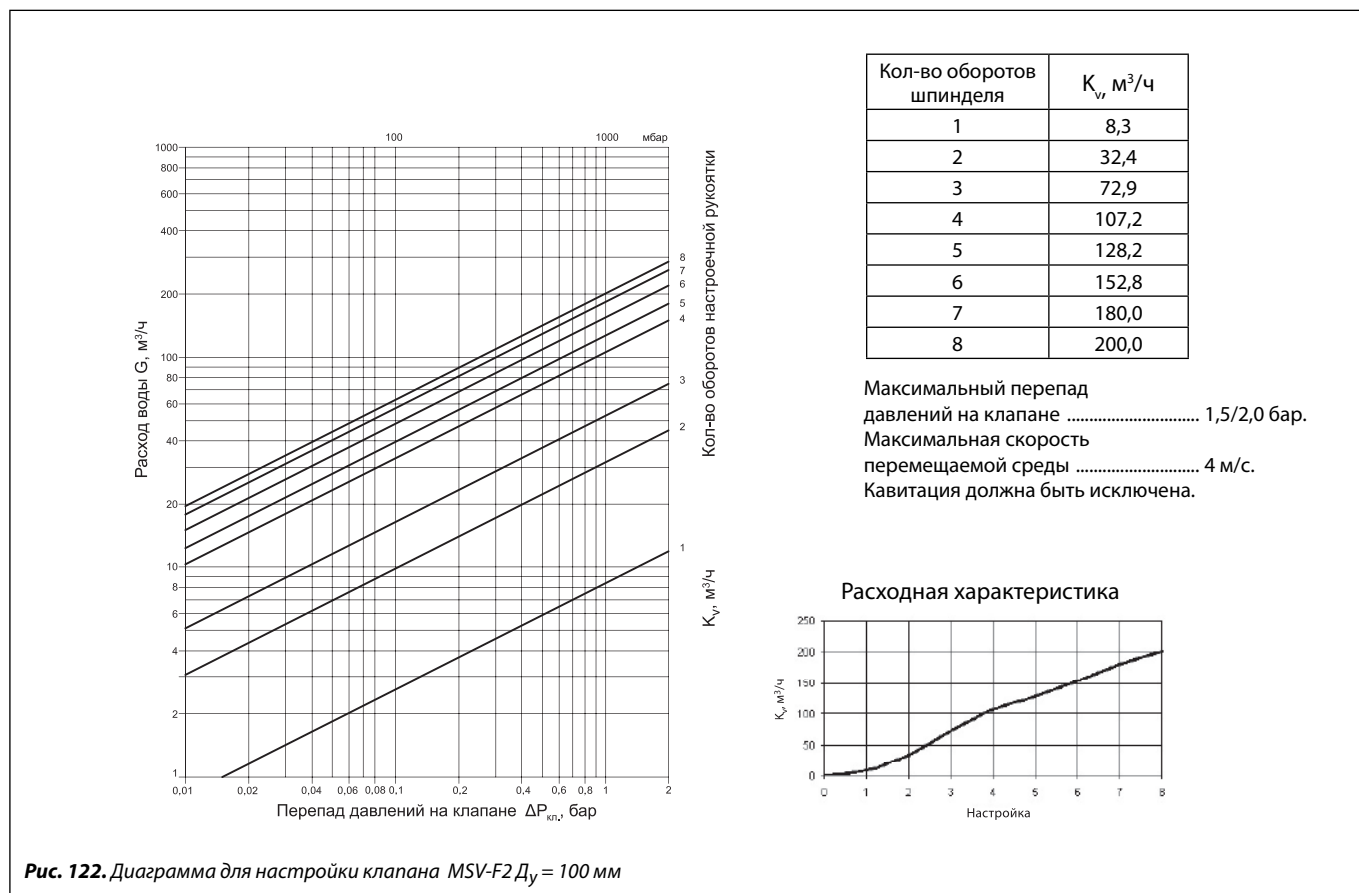 100
1000
мбар
1000
800
600
400
200
100
80
60
40
20
10
8
6
4
2
1
0,01
0,02
0,04
0,06
0,08
0,1
0,2
0,4
0,6
0,8
1
2
Расход воды G, м³/ч
Перепад давлений на клапане ΔPкл., бар
8
7
6
5
4
3
2
1
Кол-во оборотов настроечной рукоятки
Kv, м³/ч
Кол-во оборотов
шпинделя
Kv, м³/ч
1 8,3
2 32,4
3 72,9
4 107,2
5 128,2
6 152,8
7 180,0
8 200,0
Максимальный перепад
давлений на клапане .............................. 1,5/2,0 бар.
Максимальная скорость
перемещаемой среды ............................ 4 м/с.
Кавитация должна быть исключена.
Расходная характеристика
250
200
150
100
50
0
Kv, м³/ч
0 1 2 3 4 5 6 7 8
Настройка
Рис. 122. Диаграмма для настройки клапана MSV-F2 Ду = 100 мм